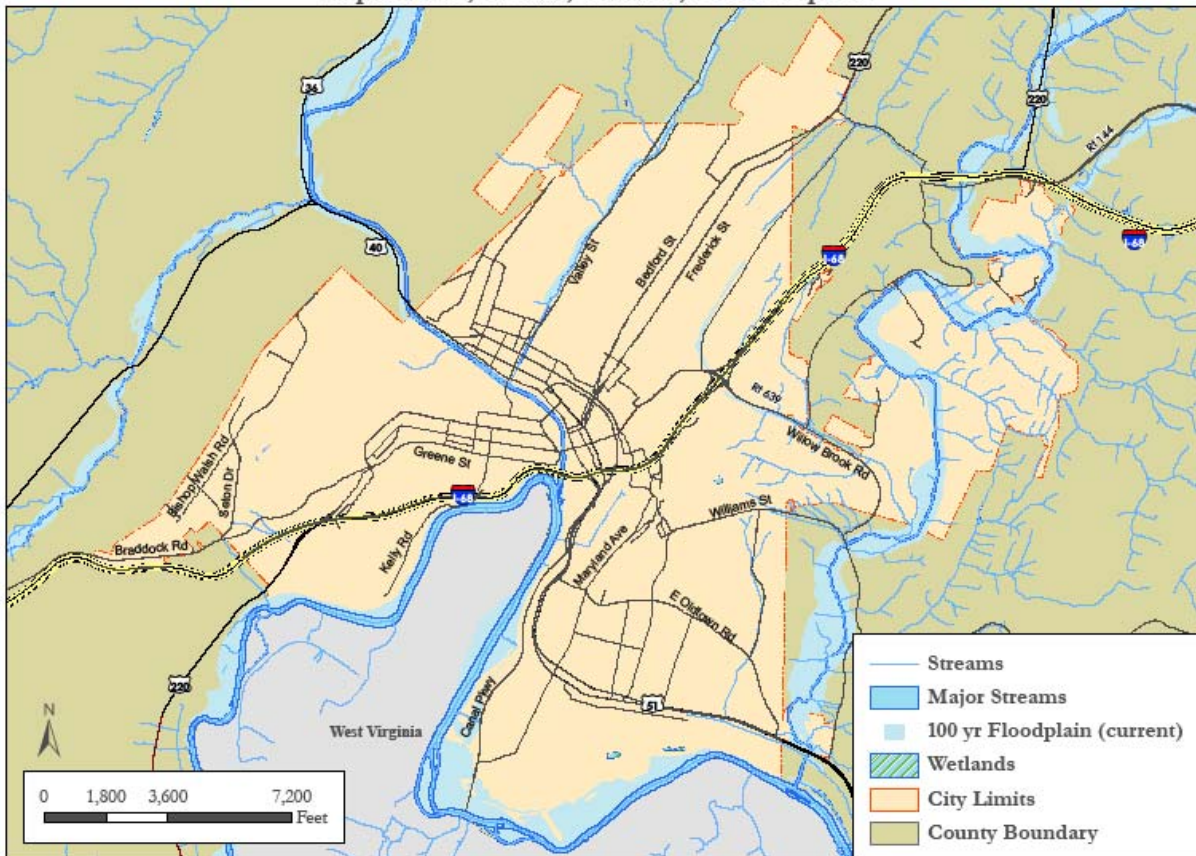 36
220
220
Rt 144
I-68
40
Valley St
Bedford St
Frederick St
I-68
Rt 639
Willow Brook Rd
Bishop Walsh Rd
Seton Dr
Greene St
I-68
Braddock Rd
Kelly Rd
Maryland Ave
Williams St
E Oldtown Rd
220
Canal Pkwy
51
West Virginia
N
0 1,800 3,600 7,200
Feet
Streams
Major Streams
100 yr Floodplain (current)
Wetlands
City Limits
County Boundary